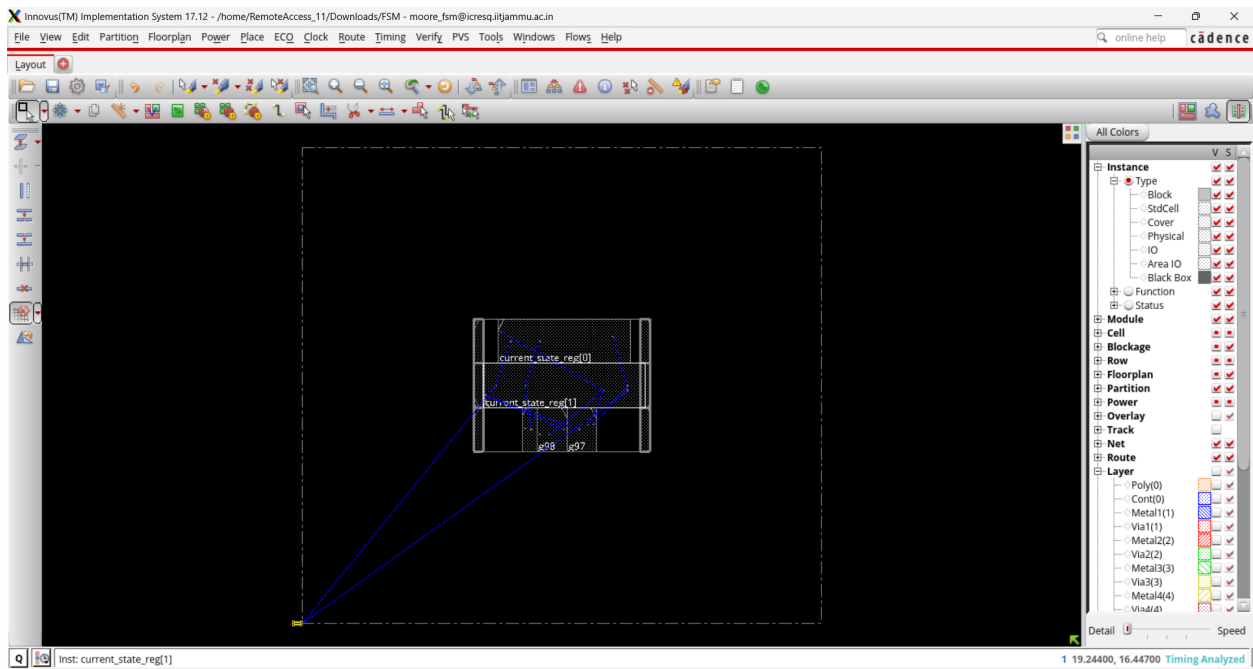 Innovus(TM) Implementation System 17.12 - /home/RemoteAccess_11/Downloads/FSM - moore_fsm@icresq.iitjammu.ac.in
File View Edit Partition Floorplan Power Place ECO Clock Route Timing Verify PVS Tools Windows Flows Help
online help cādence
Layout
All Colors
V S
Instance
Type
Block
StdCell
Cover
Physical
IO
Area IO
Black Box
Function
Status
Module
Cell
Blockage
Row
Floorplan
Partition
Power
Overlay
Track
Net
Route
Layer
Poly(0)
Cont(0)
Metal1(1)
Via1(1)
Metal2(2)
Via2(2)
Metal3(3)
Via3(3)
Metal4(4)
Via4(4)
current_state_reg[0]
current_state_reg[1]
g98 g97
Detail Speed
Q Inst: current_state_reg[1] 1 19.24400, 16.44700 Timing Analyzed